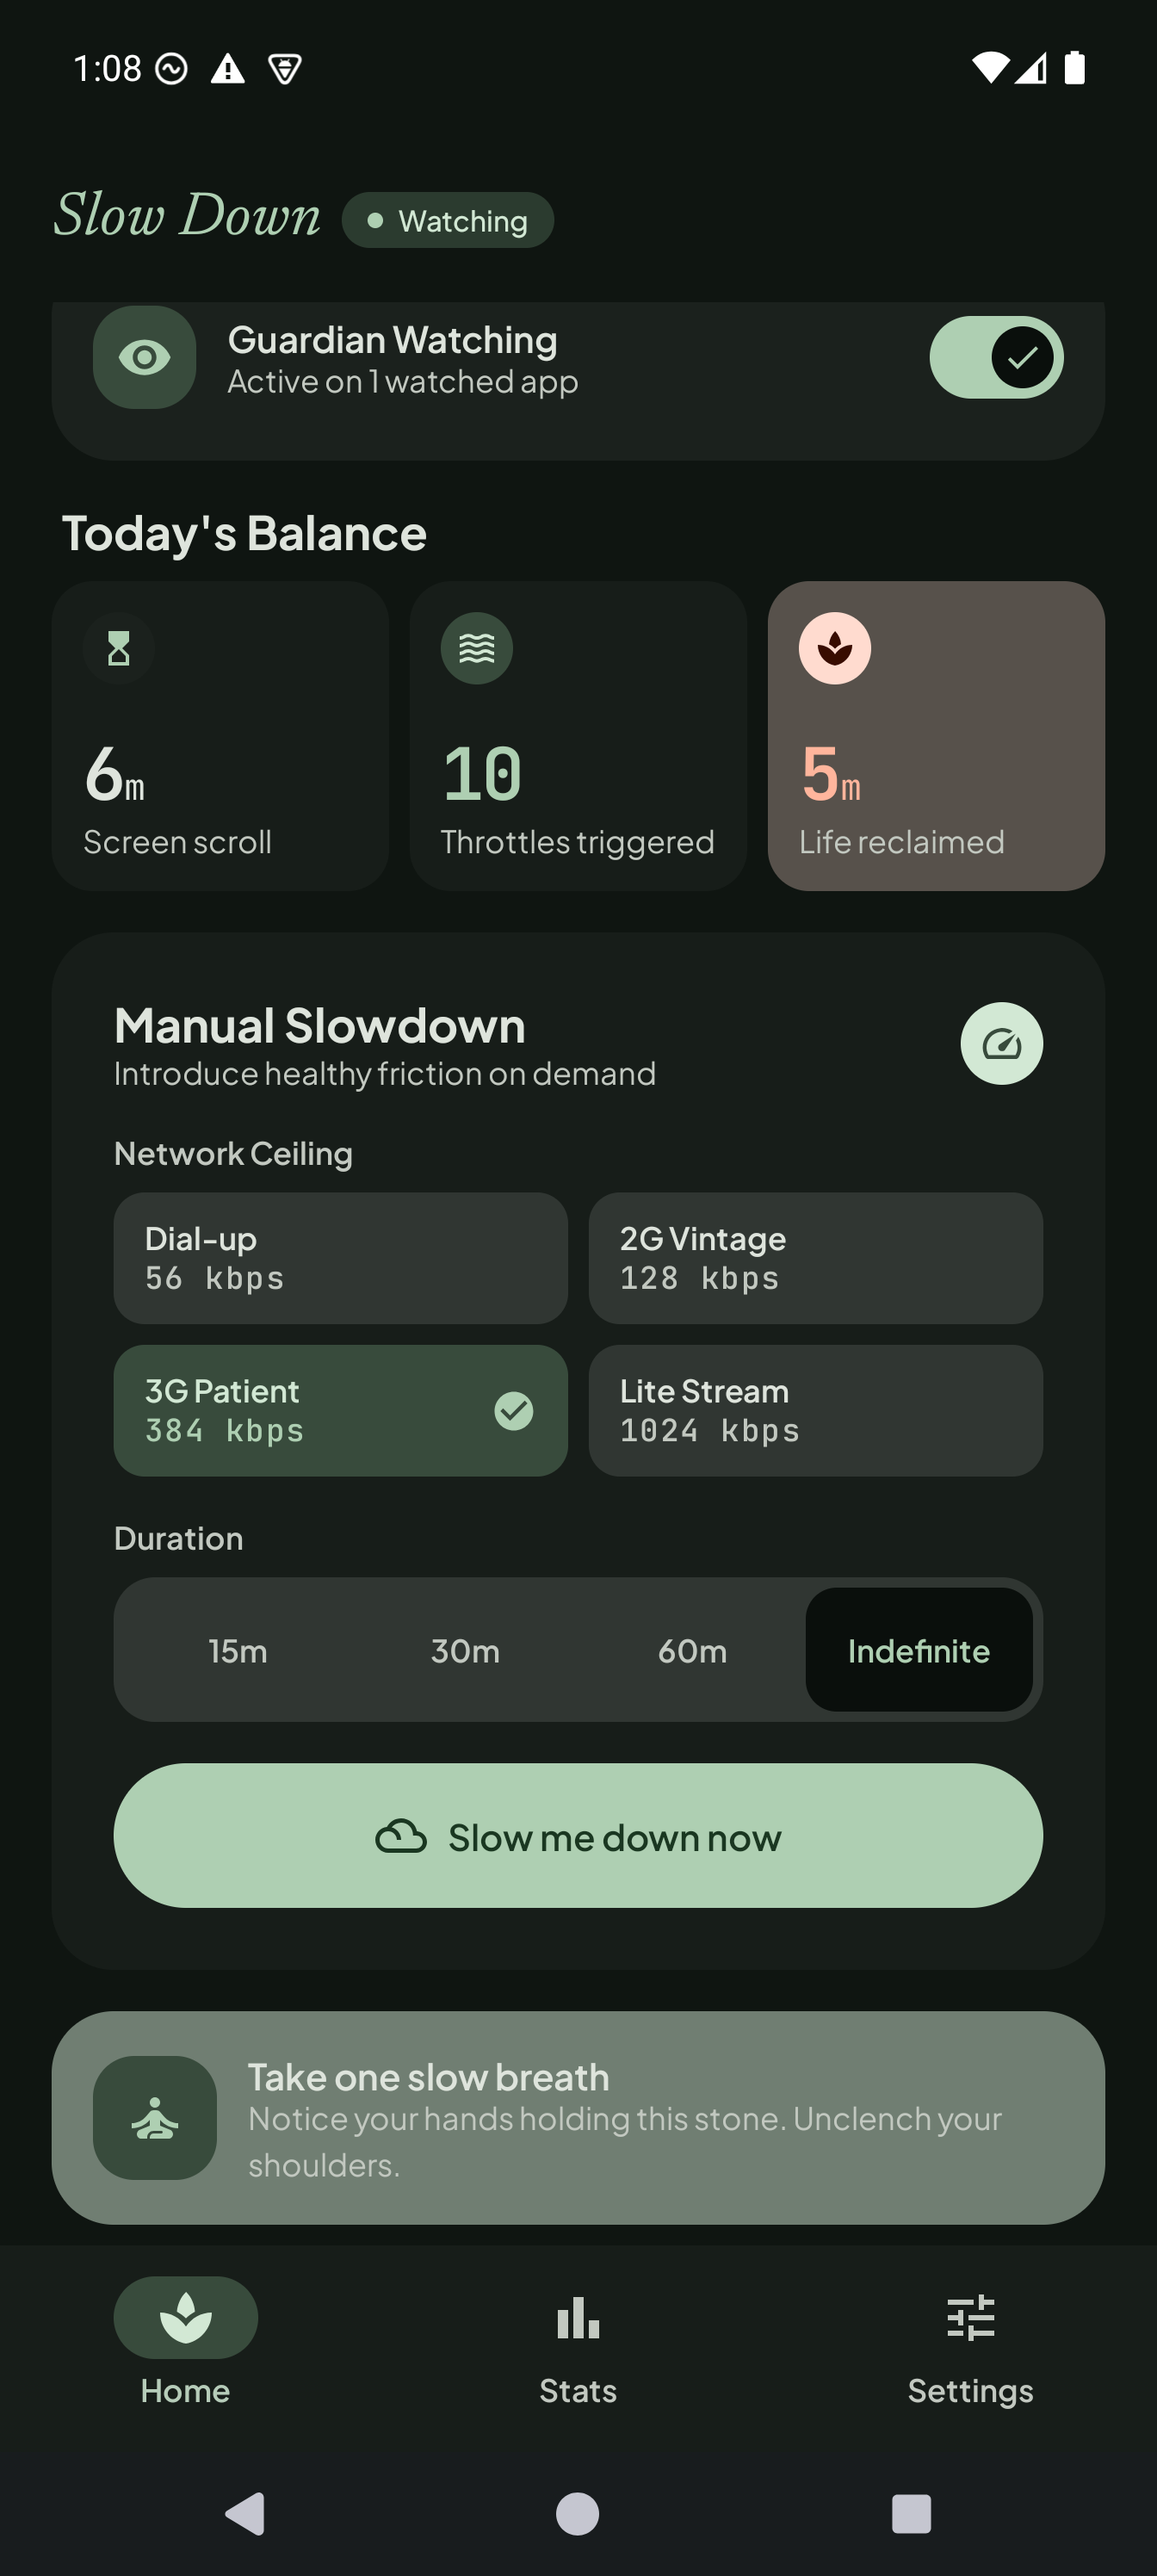 1:08
Slow Down
Watching
Guardian Watching
Active on 1 watched app
Today's Balance
6m
Screen scroll
10
Throttles triggered
5m
Life reclaimed
Manual Slowdown
Introduce healthy friction on demand
Network Ceiling
Dial-up
56 kbps
2G Vintage
128 kbps
3G Patient
384 kbps
Lite Stream
1024 kbps
Duration
15m
30m
60m
Indefinite
Slow me down now
Take one slow breath
Notice your hands holding this stone. Unclench your
shoulders.
Home
Stats
Settings